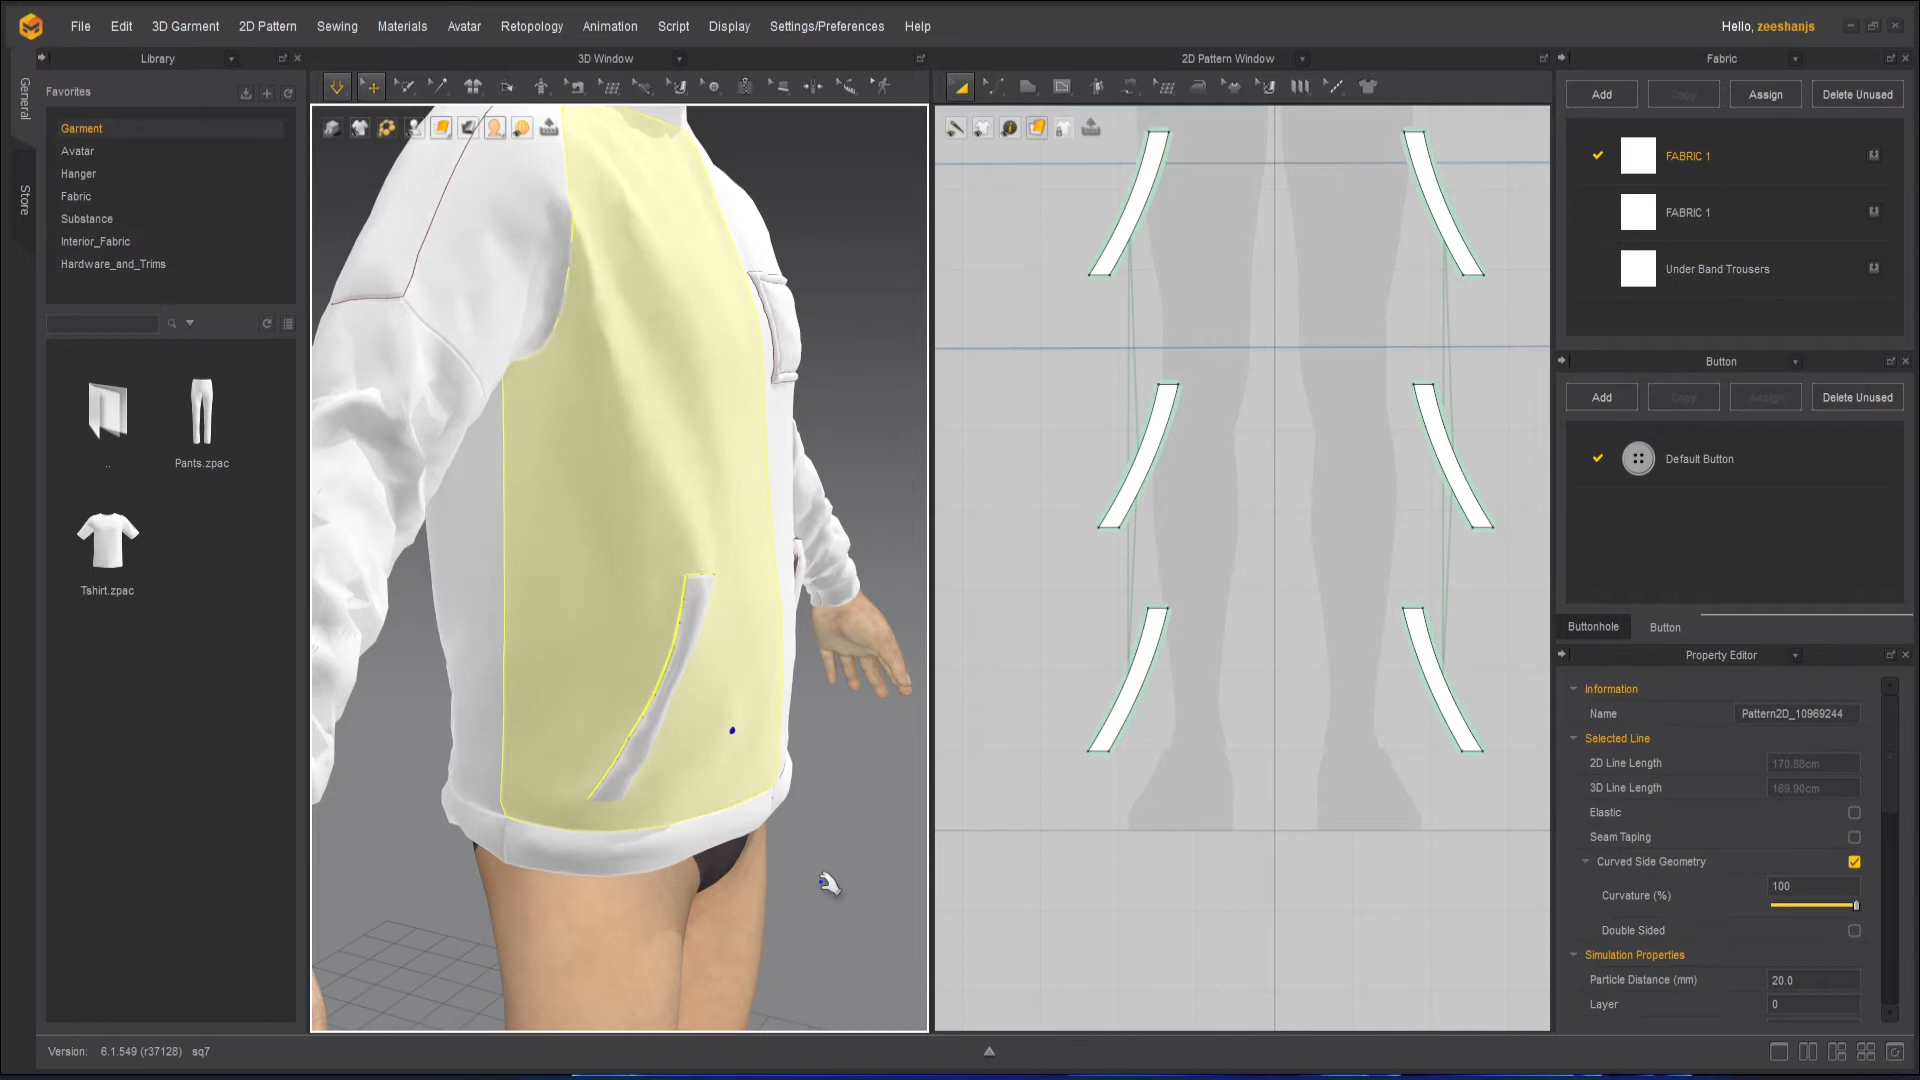 File Edit 3D Garment 2D Pattern Sewing Materials Avatar Retopology Animation Script Display Settings/Preferences Help
Hello, zeeshanjs
Library
3D Window
2D Pattern Window
Fabric
General
Store
Favorites
Garment
Avatar
Hanger
Fabric
Substance
Interior_Fabric
Hardware_and_Trims
..
Pants.zpac
Tshirt.zpac
Add Copy Assign Delete Unused
FABRIC 1
FABRIC 1
Under Band Trousers
Button
Add Copy Assign Delete Unused
Default Button
Buttonhole Button
Property Editor
Information
Name Pattern2D_10969244
Selected Line
2D Line Length 170.88cm
3D Line Length 169.90cm
Elastic
Seam Taping
Curved Side Geometry
Curvature (%) 100
Double Sided
Simulation Properties
Particle Distance (mm) 20.0
Layer 0
Version: 6.1.549 (r37128) sq7